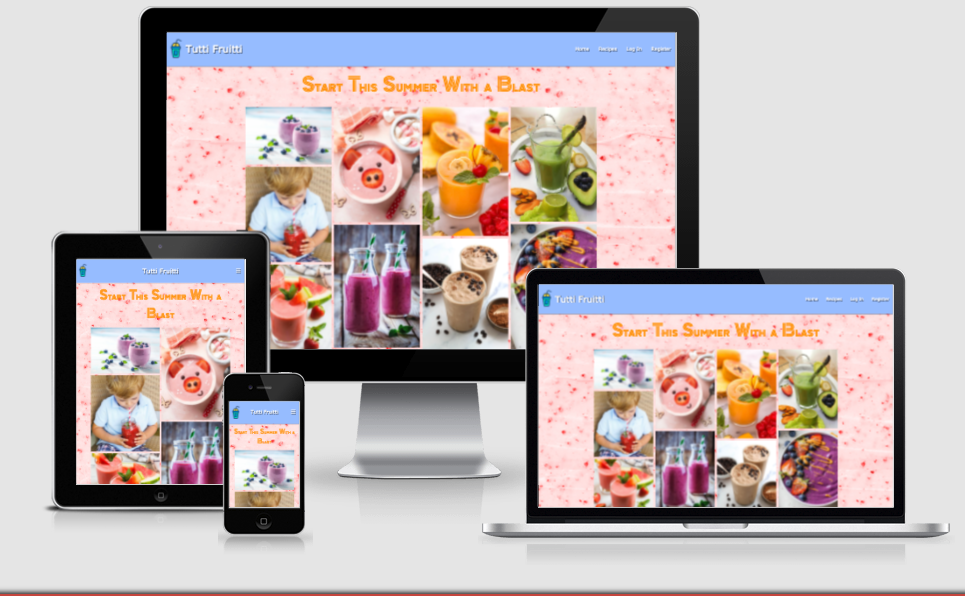 Tutti Fruitti
Home Recipes Log In Register
Start This Summer With a Blast
Tutti Fruitti
Start This Summer With a
Blast
Tutti Fruitti
Start This Summer With a
Blast
Tutti Fruitti
Home Recipes Log In Register
Start This Summer With a Blast